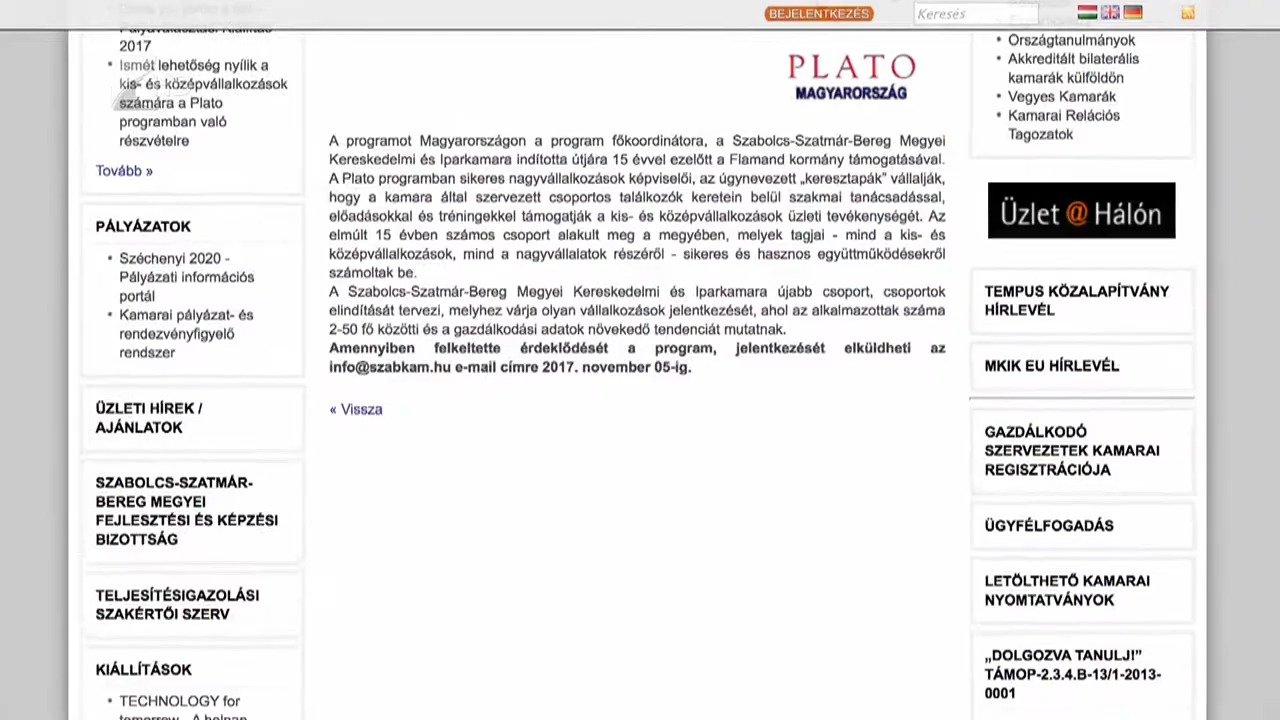 BEJELENTKEZÉS
Keresés
Pályaválasztási Kiállítás
2017
Ismét lehetőség nyílik a
kis- és középvállalkozások
számára a Plato
programban való
részvételre
Tovább »
PÁLYÁZATOK
Széchenyi 2020 -
Pályázati információs
portál
Kamarai pályázat- és
rendezvényfigyelő
rendszer
ÜZLETI HÍREK /
AJÁNLATOK
SZABOLCS-SZATMÁR-
BEREG MEGYEI
FEJLESZTÉSI ÉS KÉPZÉSI
BIZOTTSÁG
TELJESÍTÉSIGAZOLÁSI
SZAKÉRTŐI SZERV
KIÁLLÍTÁSOK
TECHNOLOGY for
tomorrow - A holnap
PLATO
MAGYARORSZÁG
A programot Magyarországon a program főkoordinátora, a Szabolcs-Szatmár-Bereg Megyei
Kereskedelmi és Iparkamara indította útjára 15 évvel ezelőtt a Flamand kormány támogatásával.
A Plato programban sikeres nagyvállalkozások képviselői, az úgynevezett „keresztapák” vállalják,
hogy a kamara által szervezett csoportos találkozók keretein belül szakmai tanácsadással,
előadásokkal és tréningekkel támogatják a kis- és középvállalkozások üzleti tevékenységét. Az
elmúlt 15 évben számos csoport alakult meg a megyében, melyek tagjai - mind a kis- és
középvállalkozások, mind a nagyvállalatok részéről - sikeres és hasznos együttműködésekről
számoltak be.
A Szabolcs-Szatmár-Bereg Megyei Kereskedelmi és Iparkamara újabb csoport, csoportok
elindítását tervezi, melyhez várja olyan vállalkozások jelentkezését, ahol az alkalmazottak száma
2-50 fő közötti és a gazdálkodási adatok növekedő tendenciát mutatnak.
Amennyiben felkeltette érdeklődését a program, jelentkezését elküldheti az
info@szabkam.hu e-mail címre 2017. november 05-ig.
« Vissza
Országtanulmányok
Akkreditált bilaterális
kamarák külföldön
Vegyes Kamarák
Kamarai Relációs
Tagozatok
Üzlet @ Hálón
TEMPUS KÖZALAPÍTVÁNY
HÍRLEVÉL
MKIK EU HÍRLEVÉL
GAZDÁLKODÓ
SZERVEZETEK KAMARAI
REGISZTRÁCIÓJA
ÜGYFÉLFOGADÁS
LETÖLTHETŐ KAMARAI
NYOMTATVÁNYOK
„DOLGOZVA TANULJ!”
TÁMOP-2.3.4.B-13/1-2013-
0001